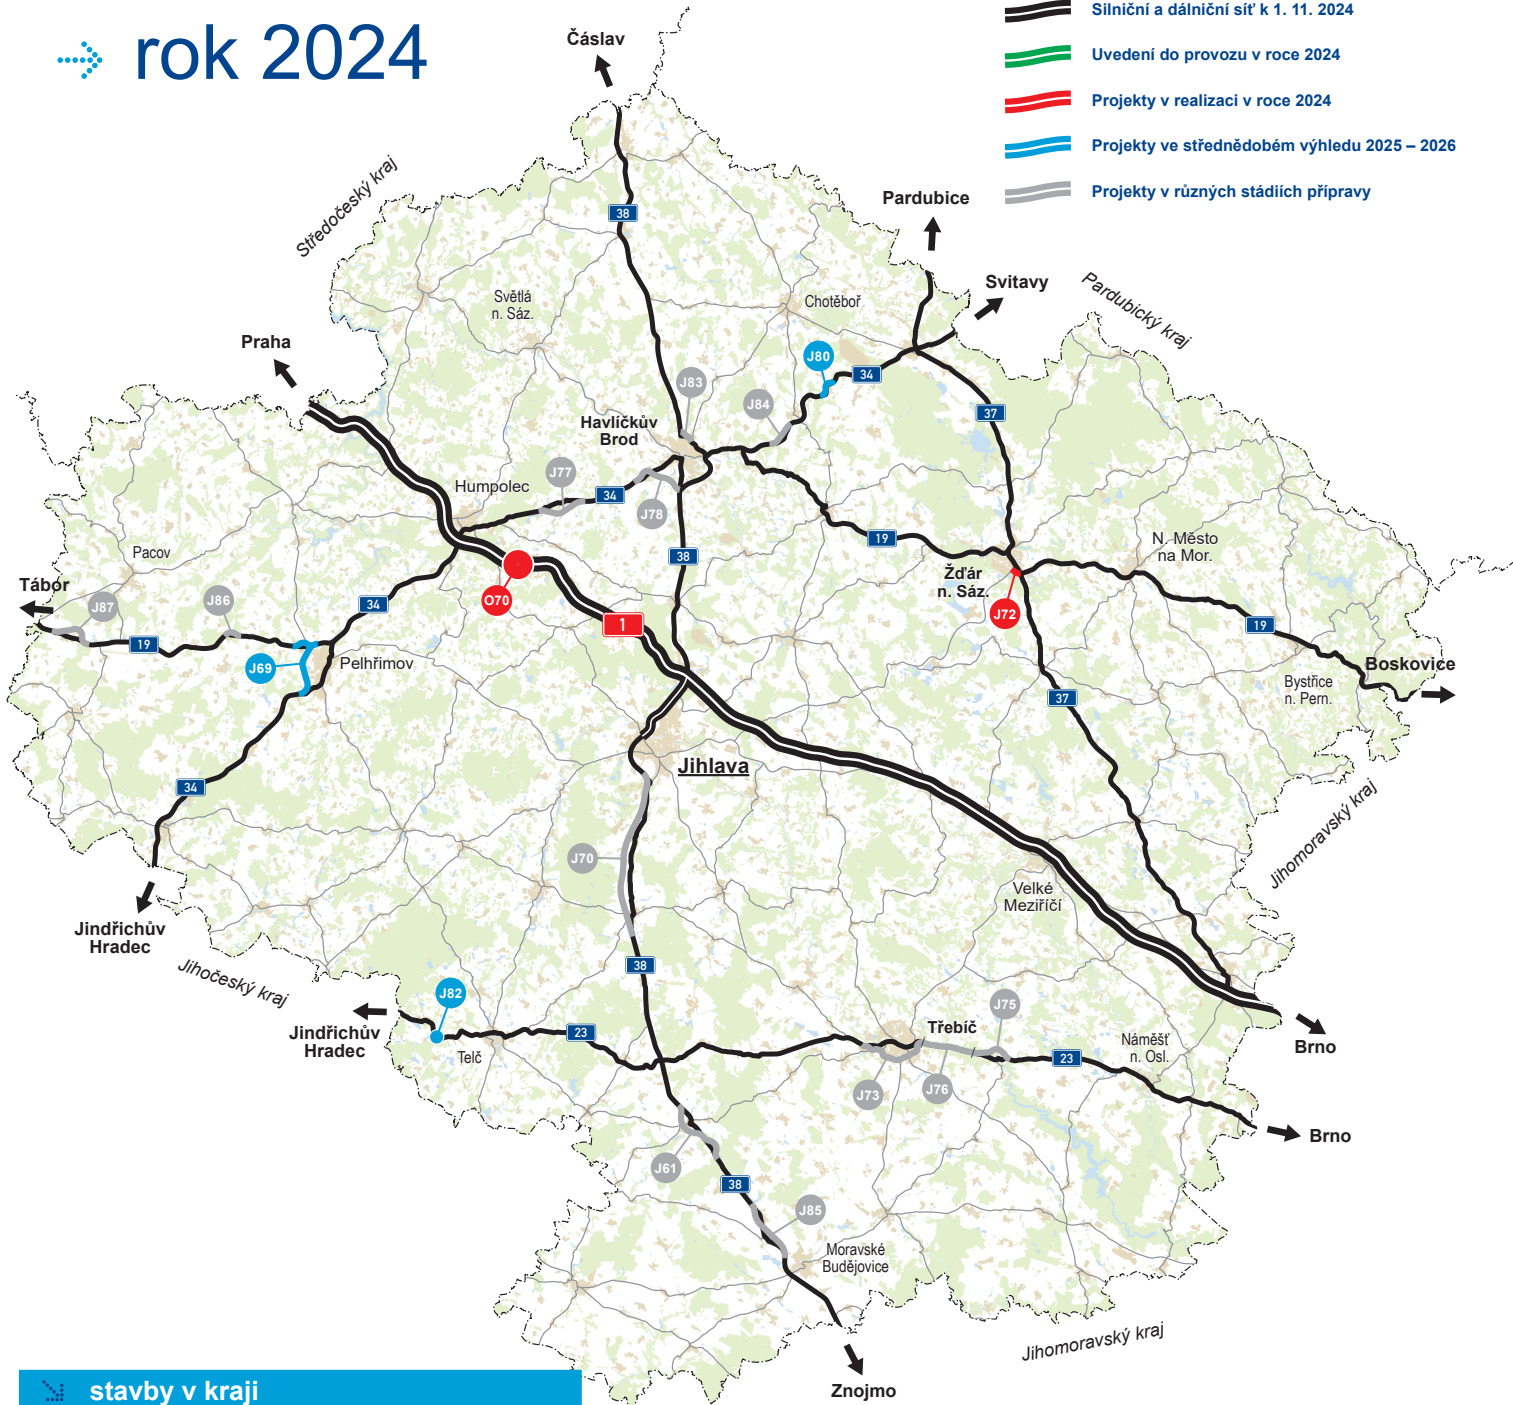 rok 2024
Silniční a dálniční síť k 1. 11. 2024
Uvedení do provozu v roce 2024
Projekty v realizaci v roce 2024
Projekty ve střednědobém výhledu 2025 – 2026
Projekty v různých stádiích přípravy
Čáslav
Středočeský kraj
38
Pardubice
Svitavy
Pardubický kraj
Světlá
n. Sáz.
Chotěboř
Praha
J80
34
J83
J84
37
Havlíčkův
Brod
Humpolec
J77
34
J78
38
19
N. Město
na Mor.
Pacov
Tábor
J87
J86
34
O70
1
Žďár
n. Sáz.
J72
19
19
J69
Pelhřimov
Boskovice
Bystřice
n. Pern.
37
34
Jihlava
Jihomoravský kraj
J70
Velké
Meziříčí
Jindřichův
Hradec
Jihočeský kraj
38
J82
Jindřichův
Hradec
Telč
23
Třebíč
J75
Náměšť
n. Osl.
23
Brno
J73
J76
Brno
J61
38
J85
Moravské
Budějovice
Jihomoravský kraj
Znojmo
stavby v kraji